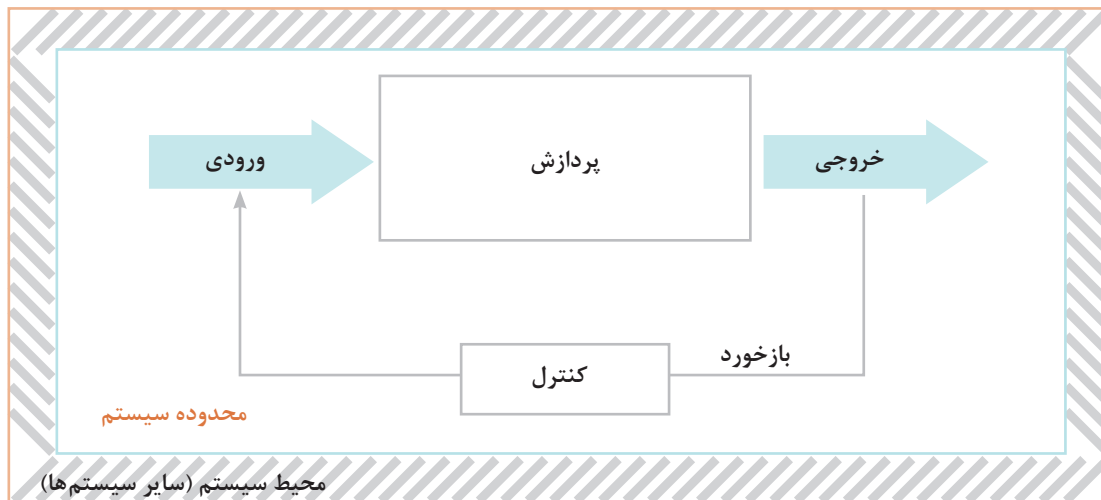 ورودی
پردازش
خروجی
بازخورد
کنترل
محدوده سیستم
محیط سیستم (سایر سیستم‌ها)